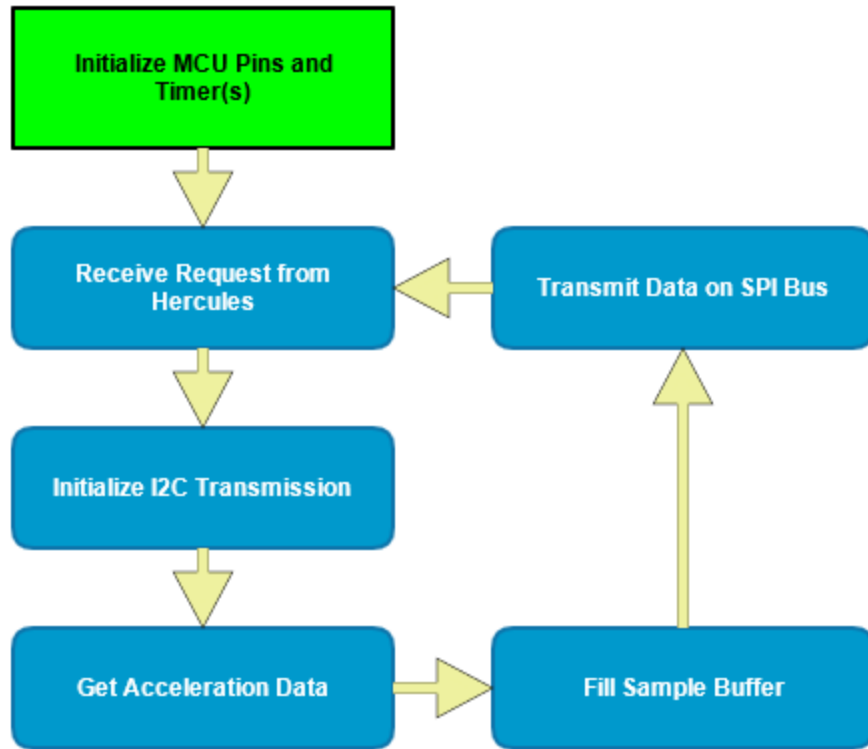 Initialize MCU Pins and
Timer(s)
Receive Request from
Hercules
Transmit Data on SPI Bus
Initialize I2C Transmission
Get Acceleration Data
Fill Sample Buffer